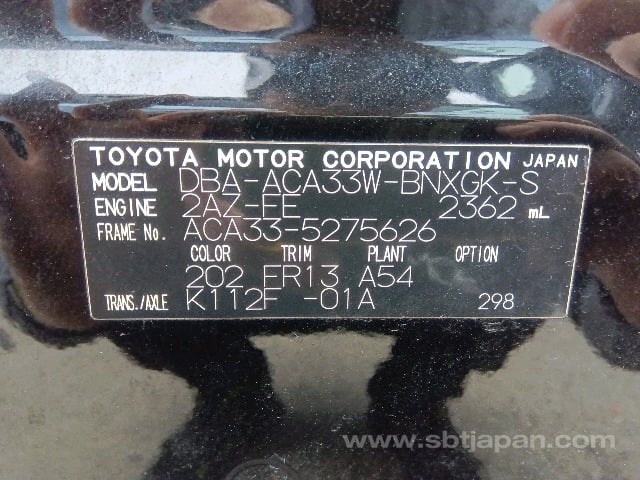 TOYOTA MOTOR CORPORATION JAPAN
MODEL DBA-ACA33W-BNXGK-S
ENGINE 2AZ-FE 2362 mL
FRAME No. ACA33-5275626
COLOR TRIM PLANT OPTION
202 FR13 A54
TRANS./AXLE K112F -01A 298
www.sbtjapan.com